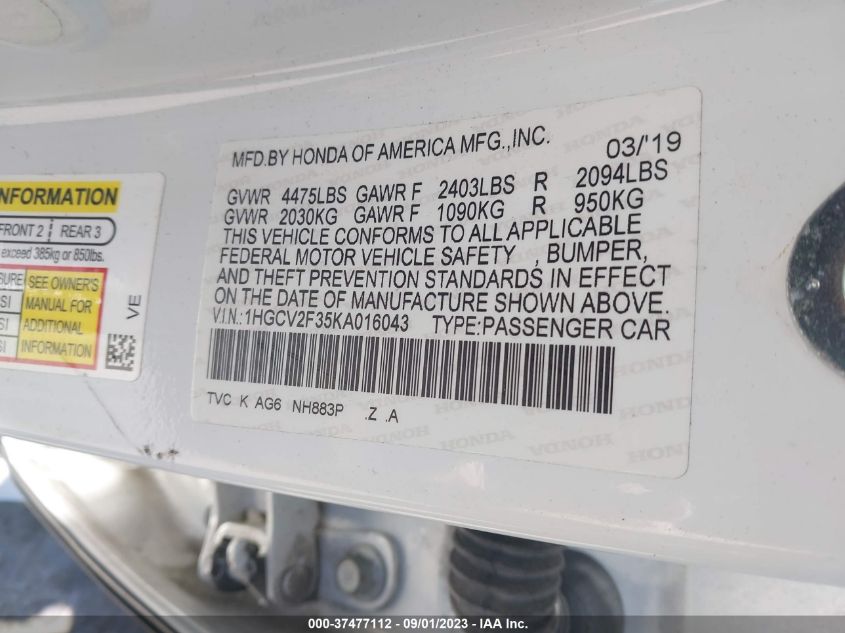 MFD.BY HONDA OF AMERICA MFG.,INC. 03/'19
GVWR 4475LBS GAWR F 2403LBS R 2094LBS
GVWR 2030KG GAWR F 1090KG R 950KG
THIS VEHICLE CONFORMS TO ALL APPLICABLE
FEDERAL MOTOR VEHICLE SAFETY , BUMPER,
AND THEFT PREVENTION STANDARDS IN EFFECT
ON THE DATE OF MANUFACTURE SHOWN ABOVE.
V.I.N.:1HGCV2F35KA016043 TYPE:PASSENGER CAR
TVC K AG6 NH883P .Z .A
INFORMATION
FRONT 2 REAR 3
exceed 385kg or 850lbs.
SEE OWNER'S
MANUAL FOR
ADDITIONAL
INFORMATION
VE
000-37477112 - 09/01/2023 - IAA Inc.